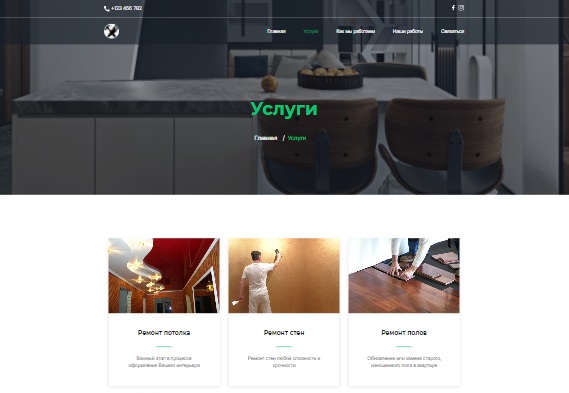 +123 456 782
Главная Услуги Как мы работаем Наши работы Связаться
Услуги
Главная / Услуги
Ремонт потолка
Важный этап в процессе
оформления Вашего интерьера
Ремонт стен
Ремонт стен любой сложности и
срочности
Ремонт полов
Обновление или замена старого,
изношенного пола в квартире